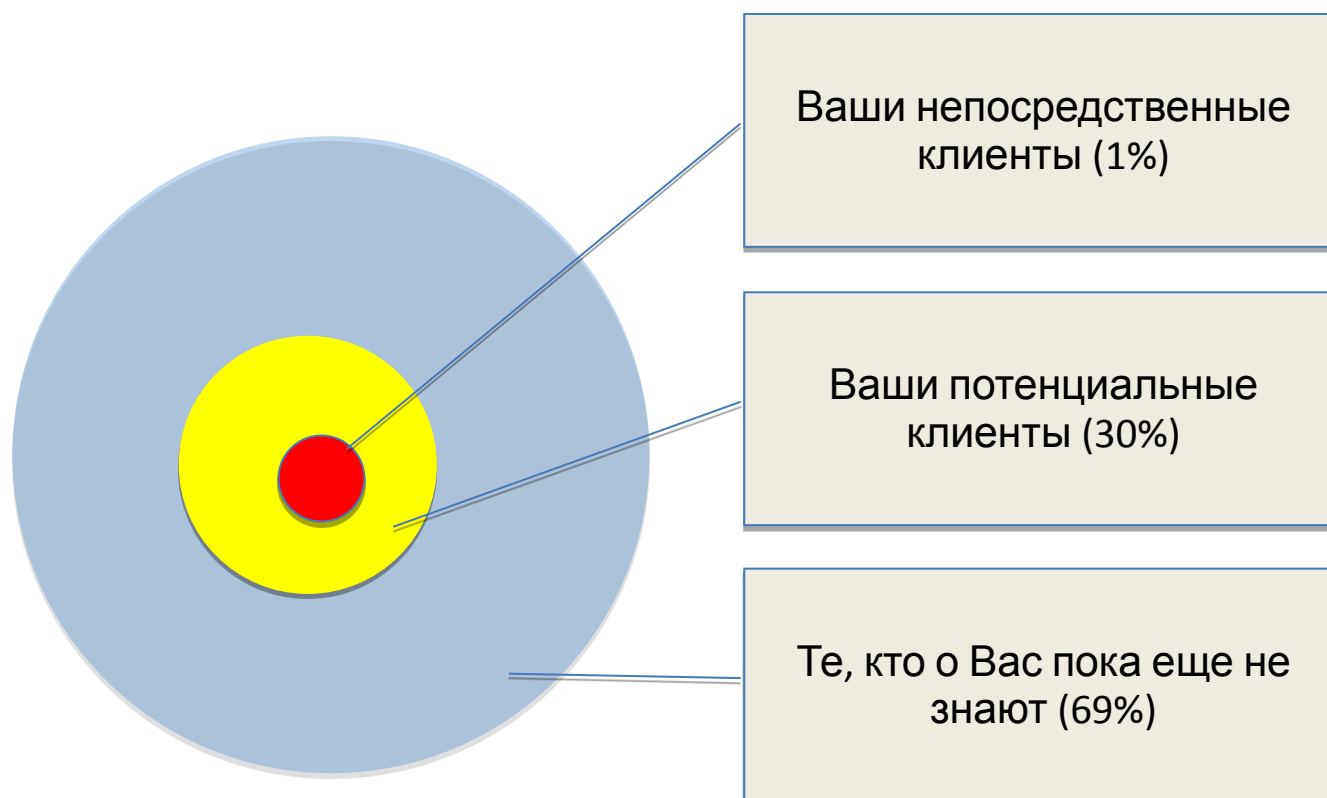 Ваши непосредственные
клиенты (1%)
Ваши потенциальные
клиенты (30%)
Те, кто о Вас пока еще не
знают (69%)